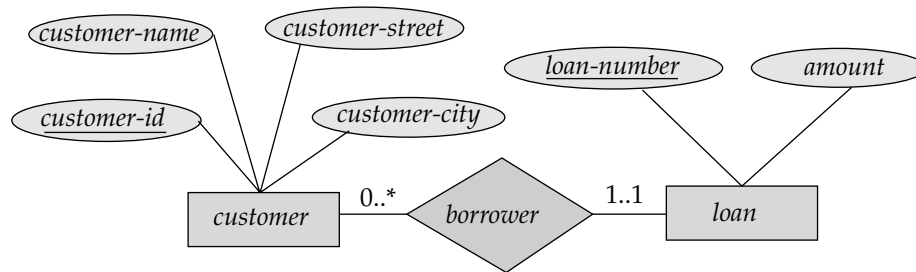 customer-name
customer-street
loan-number
amount
customer-id
customer-city
0..*
1..1
customer
borrower
loan